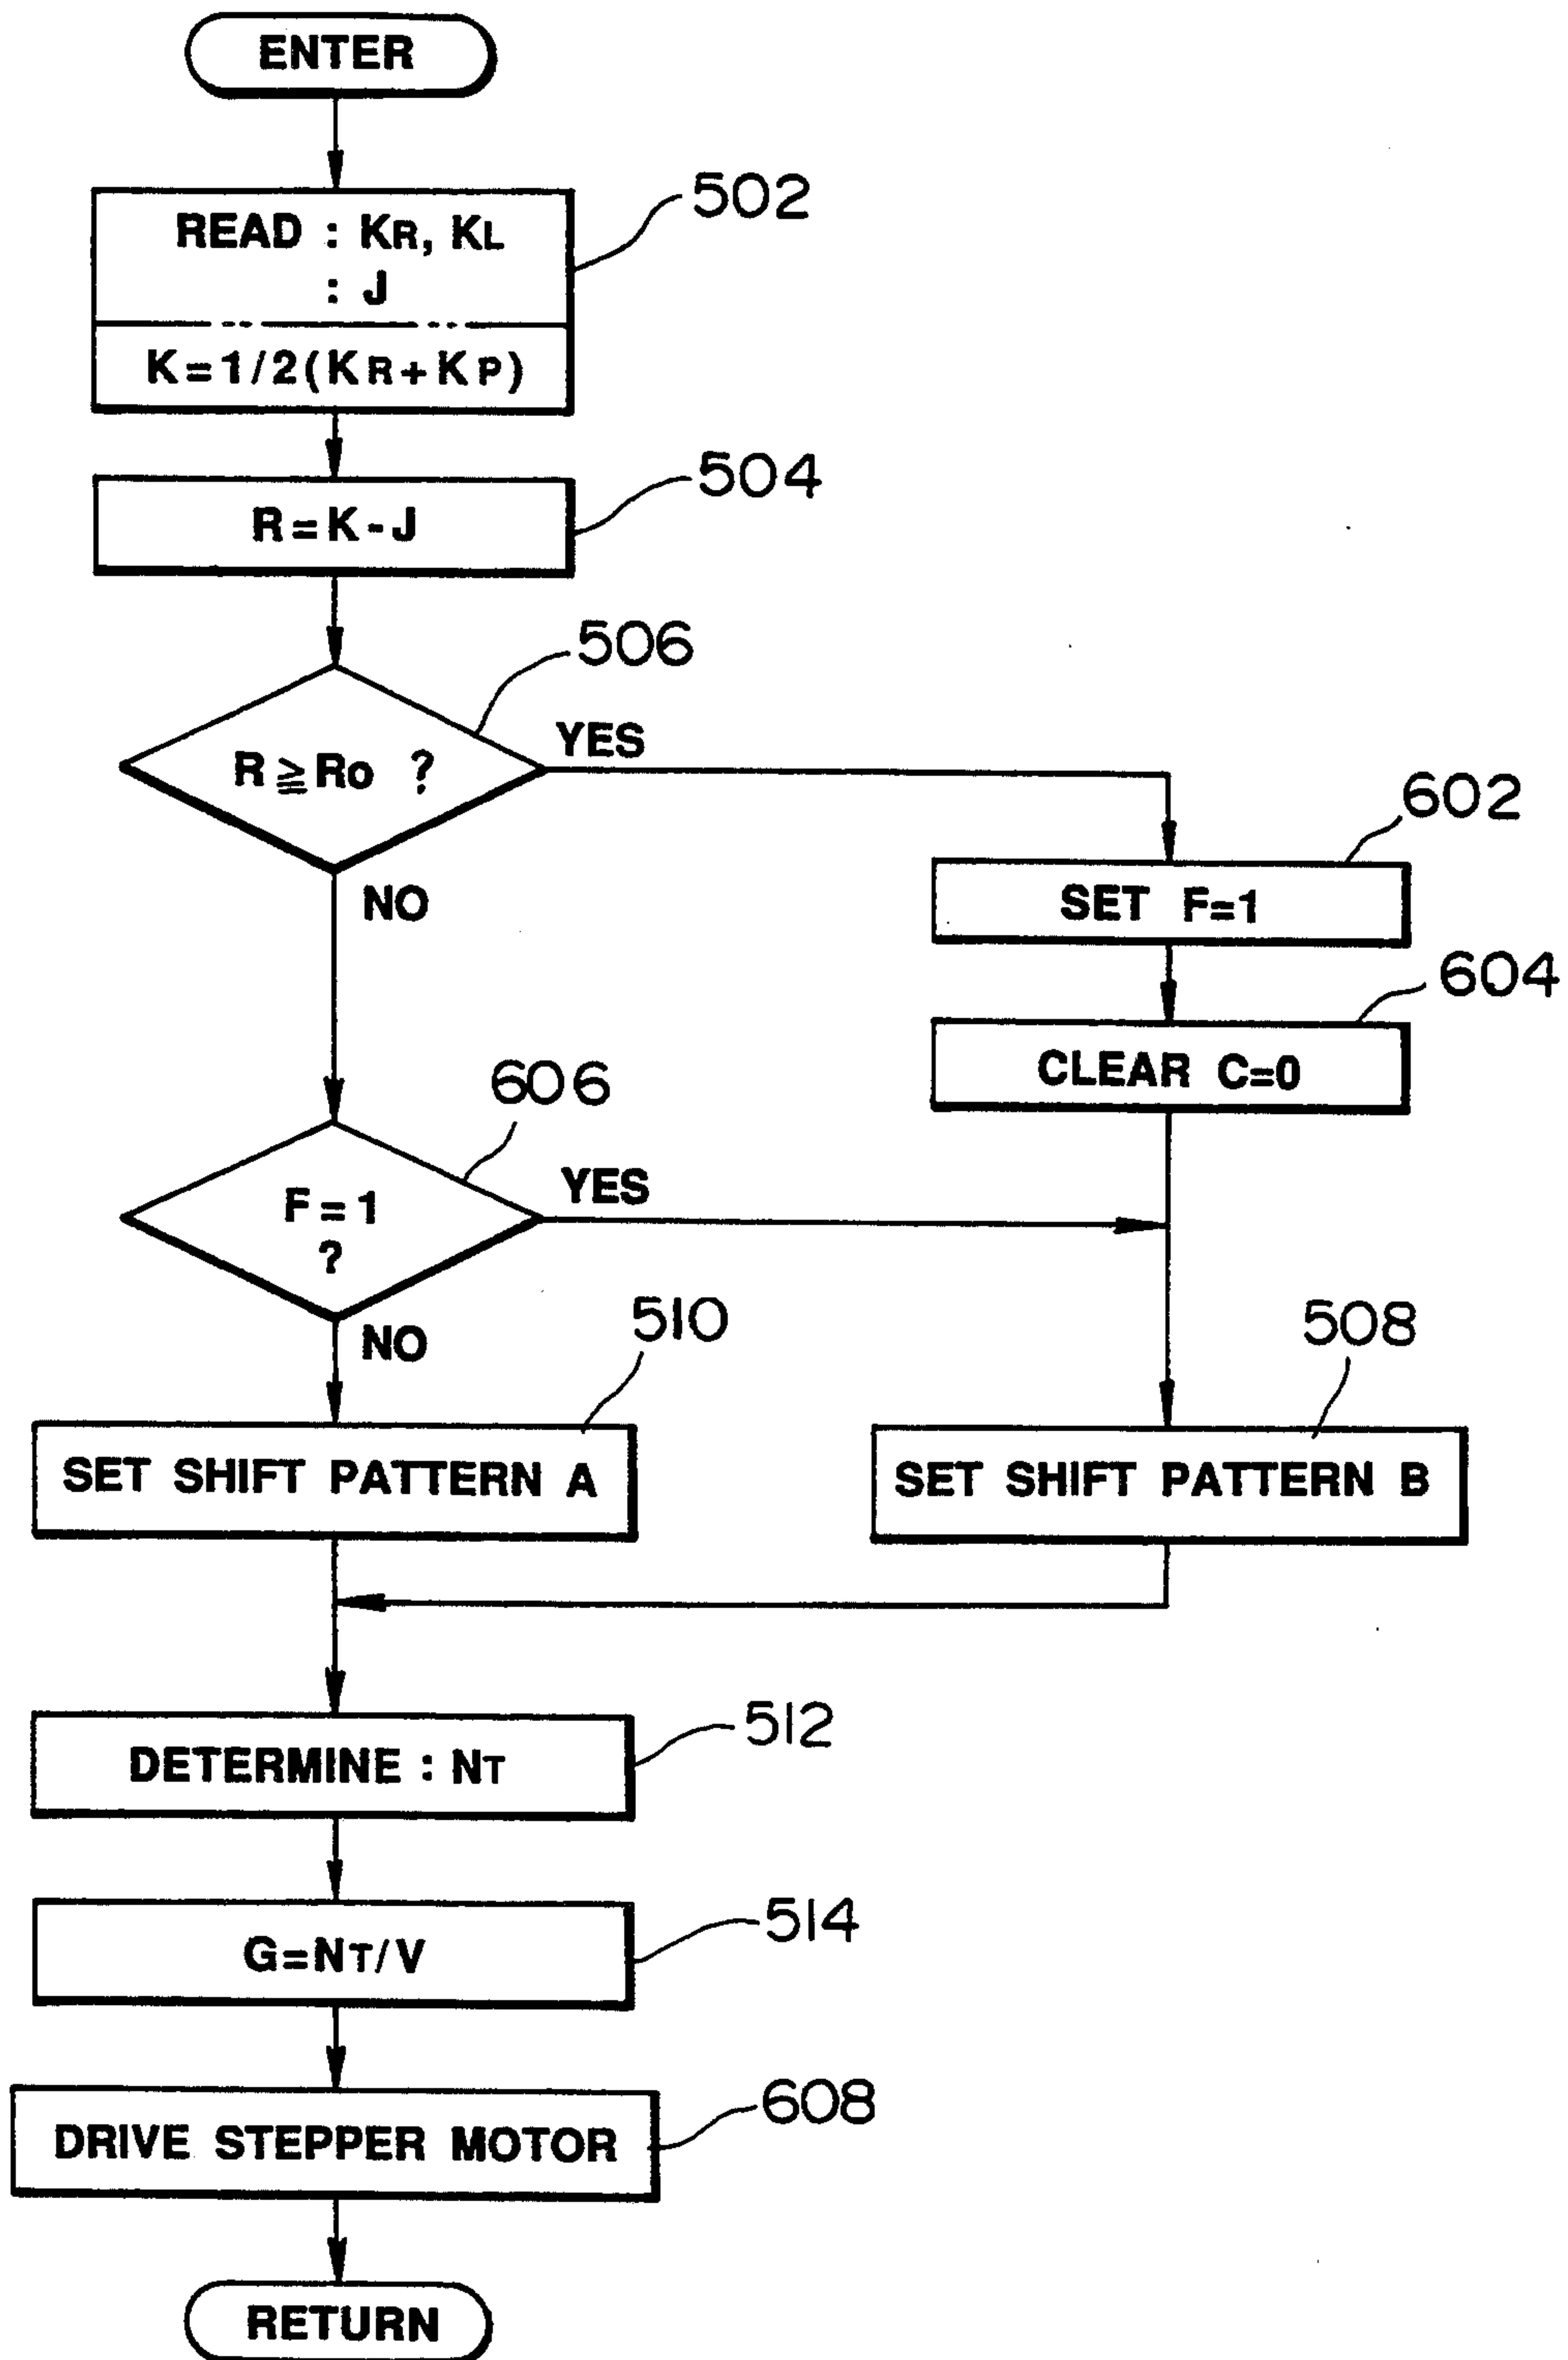 ENTER
502
READ : KR, KL
: J
K=1/2(KR+KP)
504
R=K-J
506
R≧Ro ?
YES
NO
602
SET F=1
604
CLEAR C=0
606
F=1
?
YES
NO
510
SET SHIFT PATTERN A
508
SET SHIFT PATTERN B
512
DETERMINE : NT
514
G=NT/V
608
DRIVE STEPPER MOTOR
RETURN